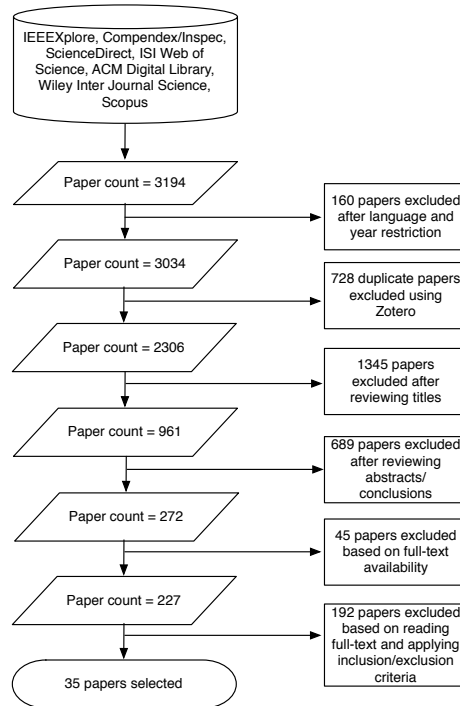 IEEEXplore, Compendex/Inspec,
ScienceDirect, ISI Web of
Science, ACM Digital Library,
Wiley Inter Journal Science,
Scopus
Paper count = 3194
160 papers excluded
after language and
year restriction
Paper count = 3034
728 duplicate papers
excluded using
Zotero
Paper count = 2306
1345 papers
excluded after
reviewing titles
Paper count = 961
689 papers excluded
after reviewing
abstracts/
conclusions
Paper count = 272
45 papers excluded
based on full-text
availability
Paper count = 227
192 papers excluded
based on reading
full-text and applying
inclusion/exclusion
criteria
35 papers selected